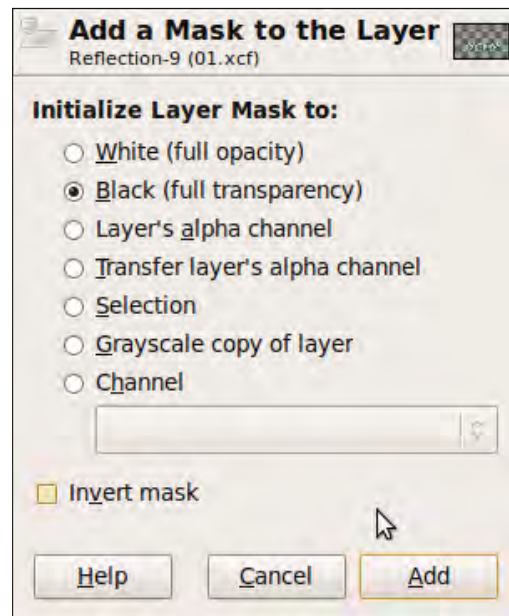 Add a Mask to the Layer
Reflection-9 (01.xcf)
Initialize Layer Mask to:
White (full opacity)
Black (full transparency)
Layer's alpha channel
Transfer layer's alpha channel
Selection
Grayscale copy of layer
Channel
Invert mask
Help
Cancel
Add